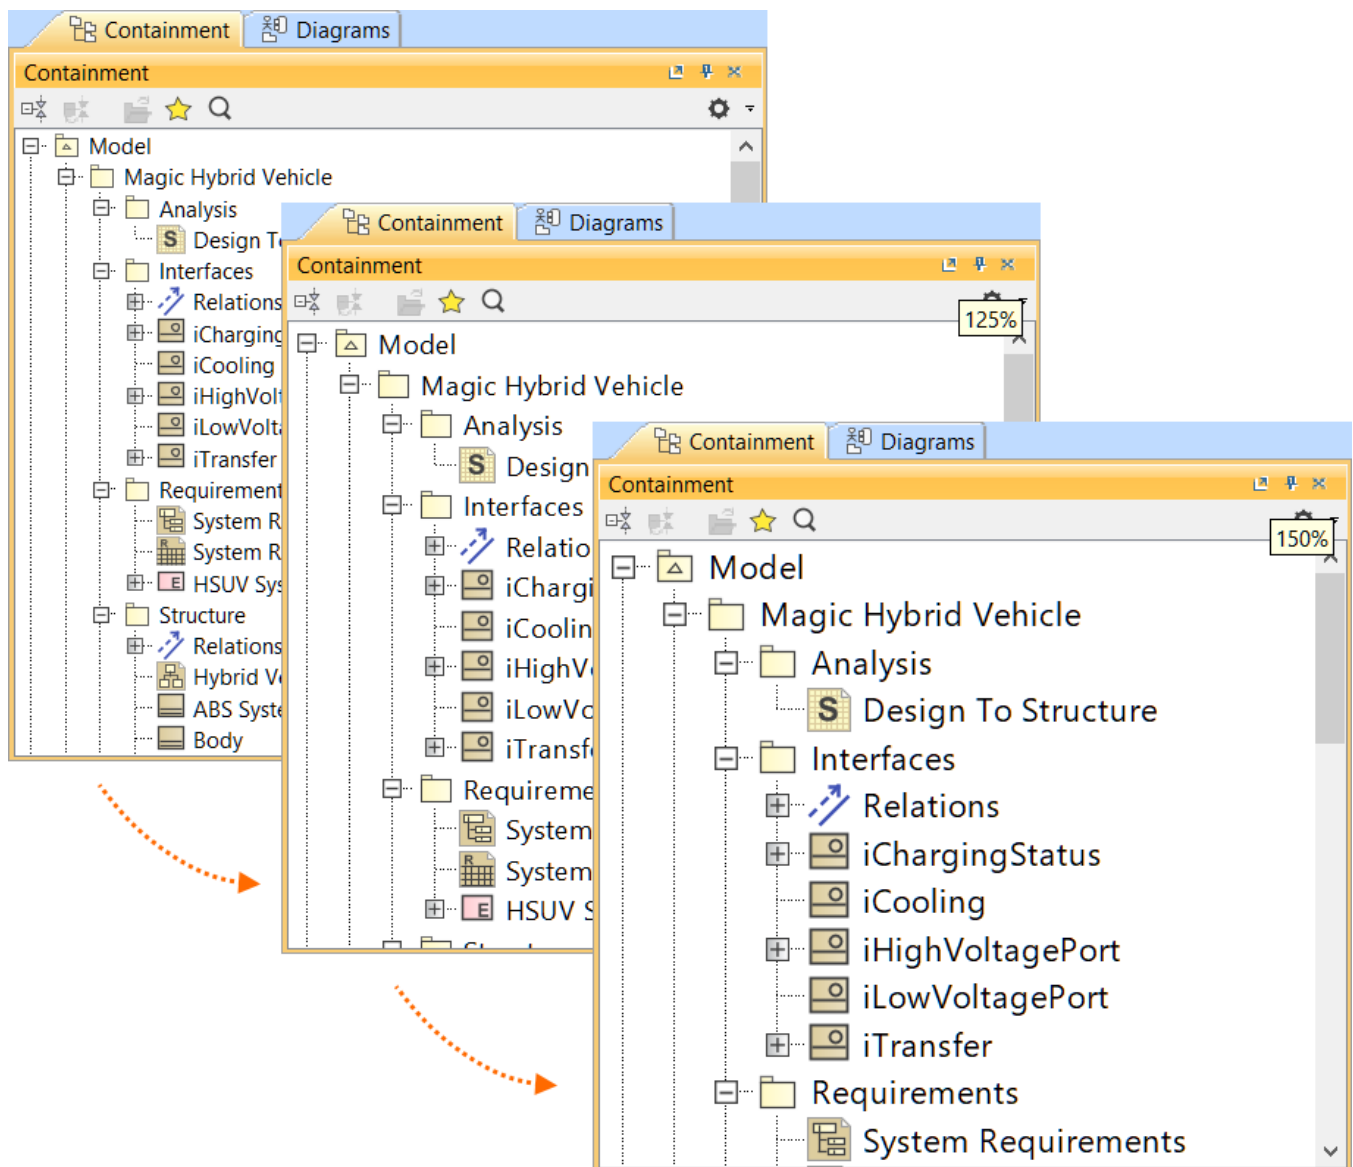 Containment
Diagrams
Containment
Model
Magic Hybrid Vehicle
Analysis
S Design
Interfaces
Relations
iCharging
iCooling
iHighVolt
iLowVolta
iTransfer
Requirement
System R
R System R
E HSUV Sys
Structure
Relations
Hybrid Ve
ABS Syste
Body
Containment
Diagrams
Containment
125%
Model
Magic Hybrid Vehicle
Analysis
S Design
Interfaces
Relatio
iChargi
iCoolin
iHighV
iLowVo
iTransfe
Requireme
System
R System
E HSUV S
Containment
Diagrams
Containment
150%
Model
Magic Hybrid Vehicle
Analysis
S Design To Structure
Interfaces
Relations
iChargingStatus
iCooling
iHighVoltagePort
iLowVoltagePort
iTransfer
Requirements
System Requirements